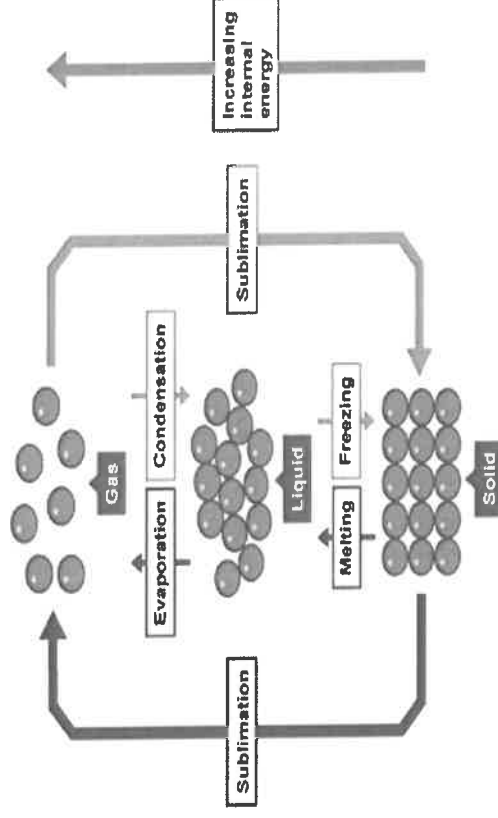 Gas
Evaporation
Condensation
Sublimation
Sublimation
Increasing
internal
energy
Liquid
Melting
Freezing
Solid